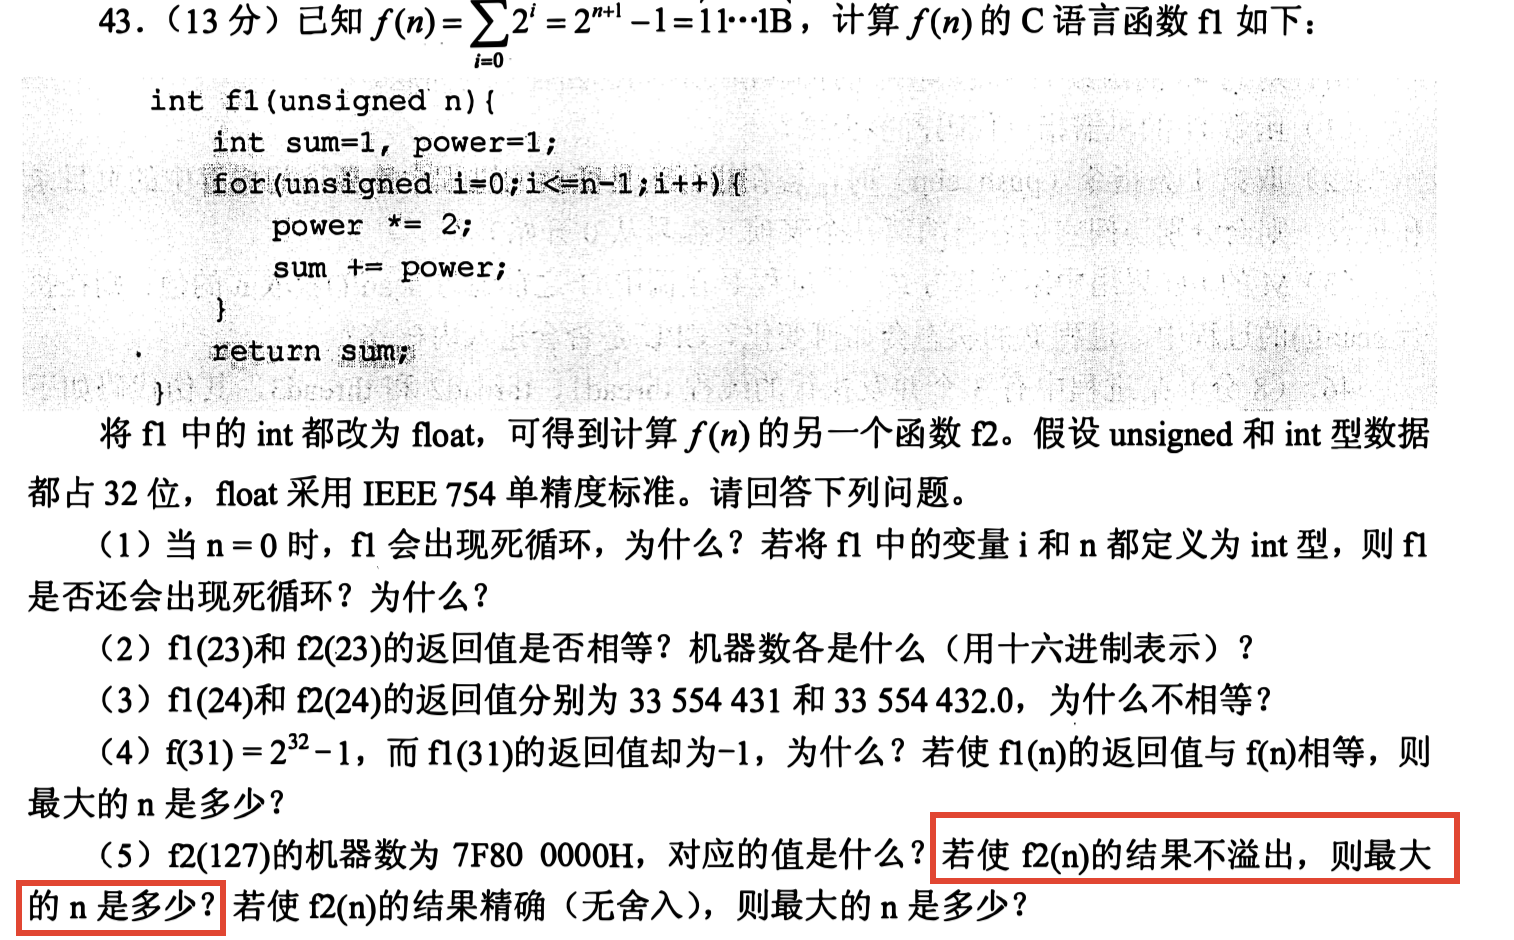 43.（13 分）已知 f(n)=∑2^i=2^{n+1}−1=11⋯1B，计算 f(n) 的 C 语言函数 f1 如下：
i=0
int f1(unsigned n){
int sum=1, power=1;
for(unsigned i=0;i<=n-1;i++){
power *= 2;
sum += power;
}
return sum;
}
将 f1 中的 int 都改为 float，可得到计算 f(n) 的另一个函数 f2。假设 unsigned 和 int 型数据
都占 32 位，float 采用 IEEE 754 单精度标准。请回答下列问题。
（1）当 n = 0 时，f1 会出现死循环，为什么？若将 f1 中的变量 i 和 n 都定义为 int 型，则 f1
是否还会出现死循环？为什么？
（2）f1(23)和 f2(23)的返回值是否相等？机器数各是什么（用十六进制表示）？
（3）f1(24)和 f2(24)的返回值分别为 33 554 431 和 33 554 432.0，为什么不相等？
（4）f(31) = 2^{32} − 1，而 f1(31)的返回值却为−1，为什么？若使 f1(n)的返回值与 f(n)相等，则
最大的 n 是多少？
（5）f2(127)的机器数为 7F80 0000H，对应的值是什么？若使 f2(n)的结果不溢出，则最大
的 n 是多少？若使 f2(n)的结果精确（无舍入），则最大的 n 是多少？